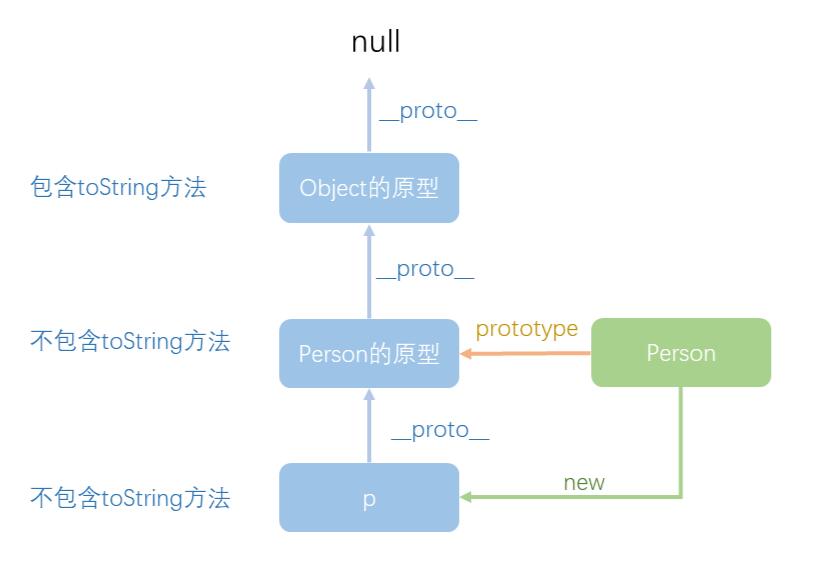 null
__proto__
包含toString方法
Object的原型
__proto__
不包含toString方法
Person的原型
prototype
Person
__proto__
不包含toString方法
p
new